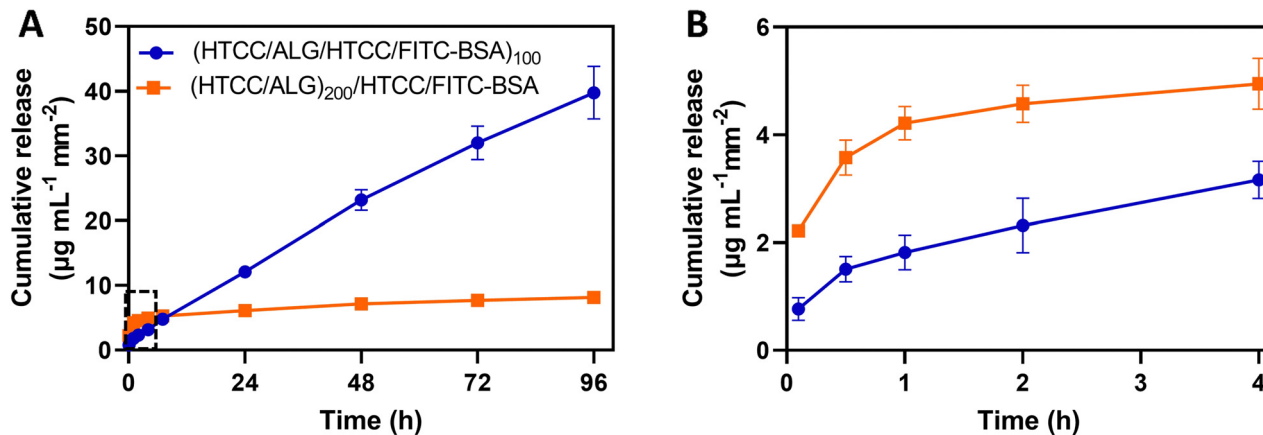 A
Cumulative release
(µg mL⁻¹ mm⁻²)
50
40
30
20
10
0
(HTCC/ALG/HTCC/FITC-BSA)₁₀₀
(HTCC/ALG)₂₀₀/HTCC/FITC-BSA
0 24 48 72 96
Time (h)
B
Cumulative release
(µg mL⁻¹mm⁻²)
6
4
2
0
0 1 2 3 4
Time (h)